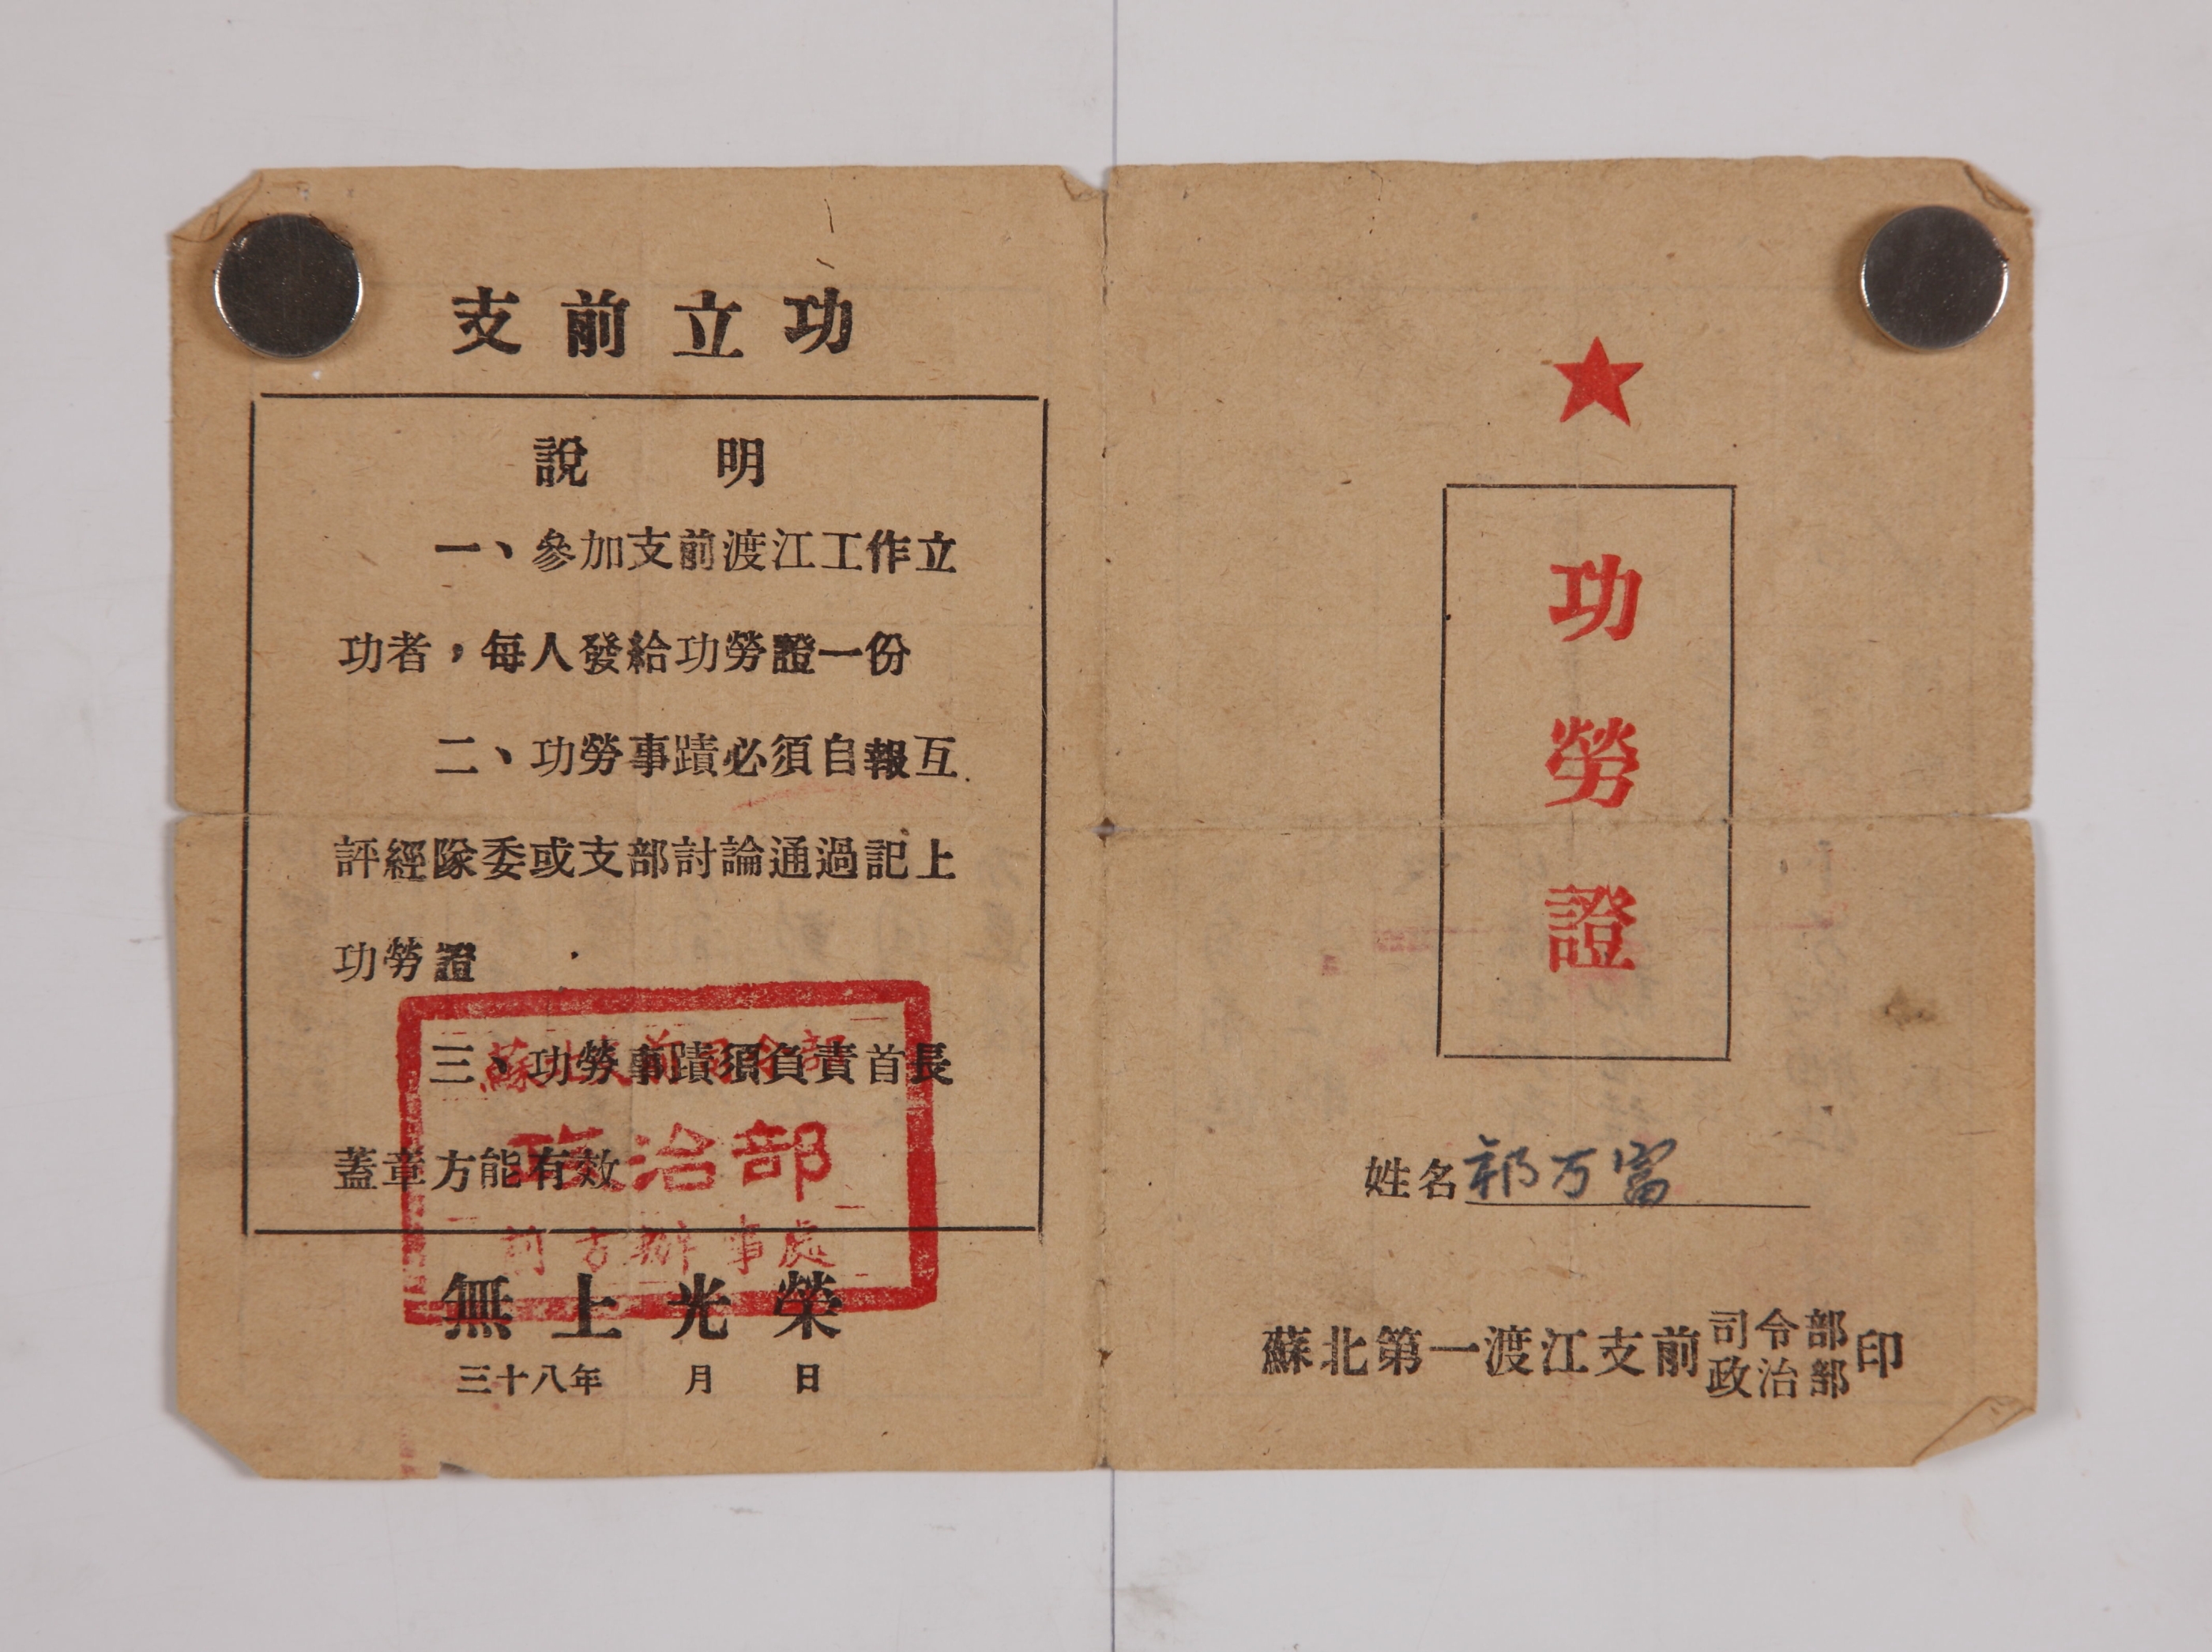 支前立功
說 明
一、參加支前渡江工作立
功者，每人發給功勞證一份
二、功勞事蹟必須自報互
評經隊委或支部討論通過記上
功勞證
三、功勞事蹟須負責首長
蓋章方能有效
政治部
辦事處
無上光榮
三十八年 月 日
功勞證
姓名 万富
蘇北第一渡江支前司令部政治部印